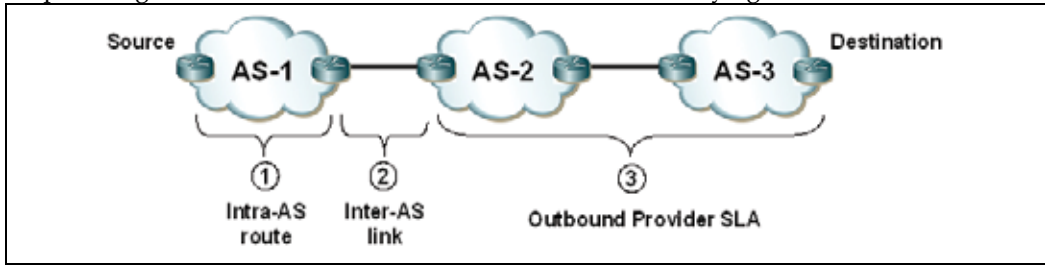 Source
AS-1
AS-2
AS-3
Destination
1
2
3
Intra-AS
route
Inter-AS
link
Outbound Provider SLA